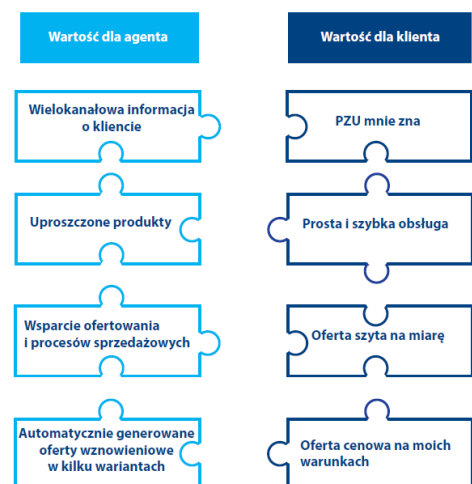 Wartość dla agenta
Wartość dla klienta
Wielokanałowa informacja
o kliencie
PZU mnie zna
Uproszczone produkty
Prosta i szybka obsługa
Wsparcie ofertowania
i procesów sprzedażowych
Oferta szyta na miarę
Automatycznie generowane
oferty wznowieniowe
w kilku wariantach
Oferta cenowa na moich
warunkach